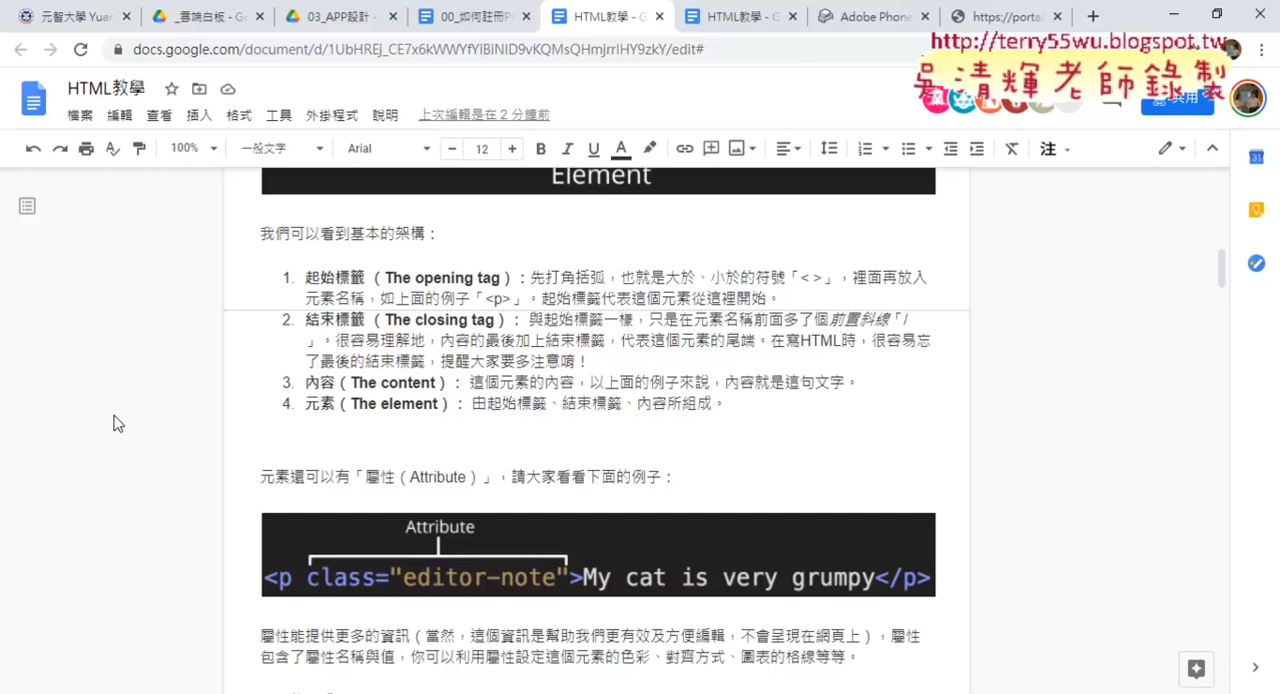 元智大學 Yuan
_雲端白板 - G
03_APP設計 -
00_如何註冊P
HTML教學 - G
HTML教學 - G
Adobe Phone
https://porta
docs.google.com/document/d/1UbHREj_CE7x6kWWYfYiBiNID9vKQMsQHmjrrIHY9zkY/edit#
http://terry55wu.blogspot.tw
吳清輝老師錄製
HTML教學
檔案 編輯 查看 插入 格式 工具 外掛程式 說明 上次編輯是在 2 分鐘前
共用
100% 一般文字 Arial 12 B I U A 注
Element
我們可以看到基本的架構：
1. 起始標籤 （The opening tag）：先打角括弧，也就是大於、小於的符號「< >」，裡面再放入
元素名稱，如上面的例子「<p>」。起始標籤代表這個元素從這裡開始。
2. 結束標籤 （The closing tag）： 與起始標籤一樣，只是在元素名稱前面多了個前置斜線「/
」。很容易理解地，內容的最後加上結束標籤，代表這個元素的尾端。在寫HTML時，很容易忘
了最後的結束標籤，提醒大家要多注意唷！
3. 內容（The content）： 這個元素的內容，以上面的例子來說，內容就是這句文字。
4. 元素（The element）： 由起始標籤、結束標籤、內容所組成。
元素還可以有「屬性（Attribute）」，請大家看看下面的例子：
Attribute
<p class="editor-note">My cat is very grumpy</p>
屬性能提供更多的資訊（當然，這個資訊是幫助我們更有效及方便編輯，不會呈現在網頁上），屬性
包含了屬性名稱與值，你可以利用屬性設定這個元素的色彩、對齊方式、圖表的格線等等。